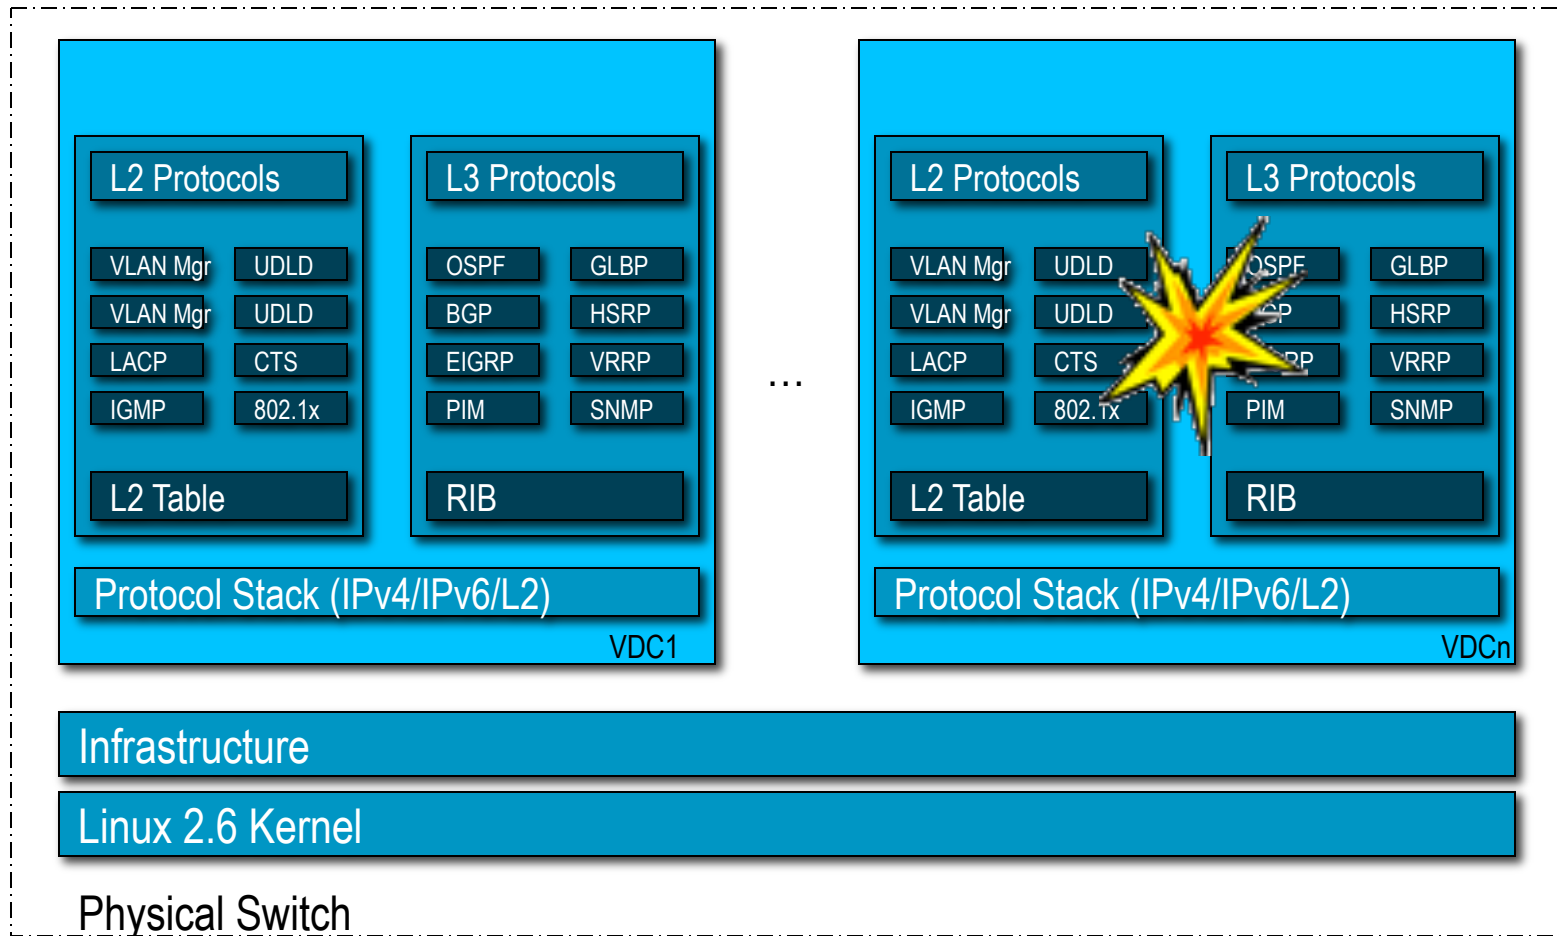 L2 Protocols
VLAN Mgr UDLD
VLAN Mgr UDLD
LACP CTS
IGMP 802.1x
L2 Table
L3 Protocols
OSPF GLBP
BGP HSRP
EIGRP VRRP
PIM SNMP
RIB
Protocol Stack (IPv4/IPv6/L2)
VDC1
...
L2 Protocols
VLAN Mgr UDLD
VLAN Mgr UDLD
LACP CTS
IGMP 802.1x
L2 Table
L3 Protocols
OSPF GLBP
HSRP
VRRP
PIM SNMP
RIB
Protocol Stack (IPv4/IPv6/L2)
VDCn
Infrastructure
Linux 2.6 Kernel
Physical Switch